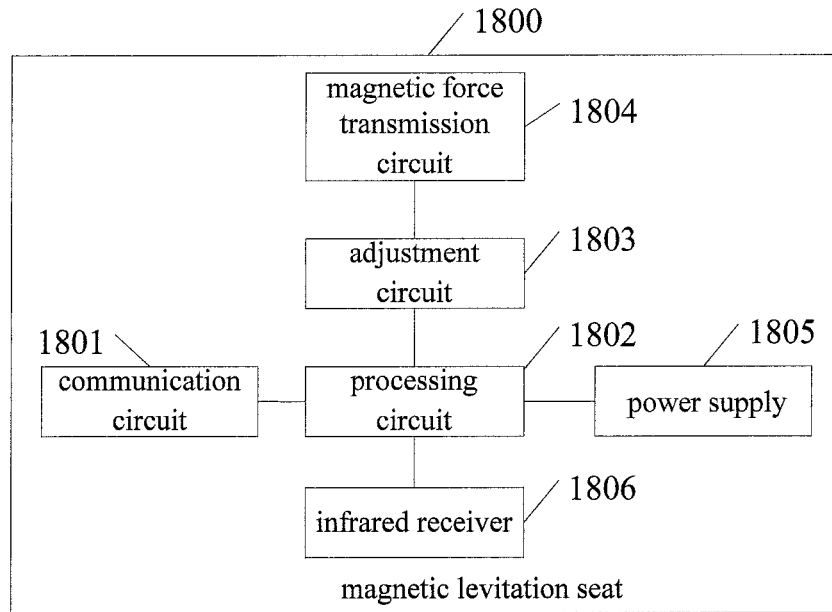 1800
magnetic force
transmission
circuit
1804
adjustment
circuit
1803
1801
communication
circuit
processing
circuit
1802
1805
power supply
infrared receiver
1806
magnetic levitation seat